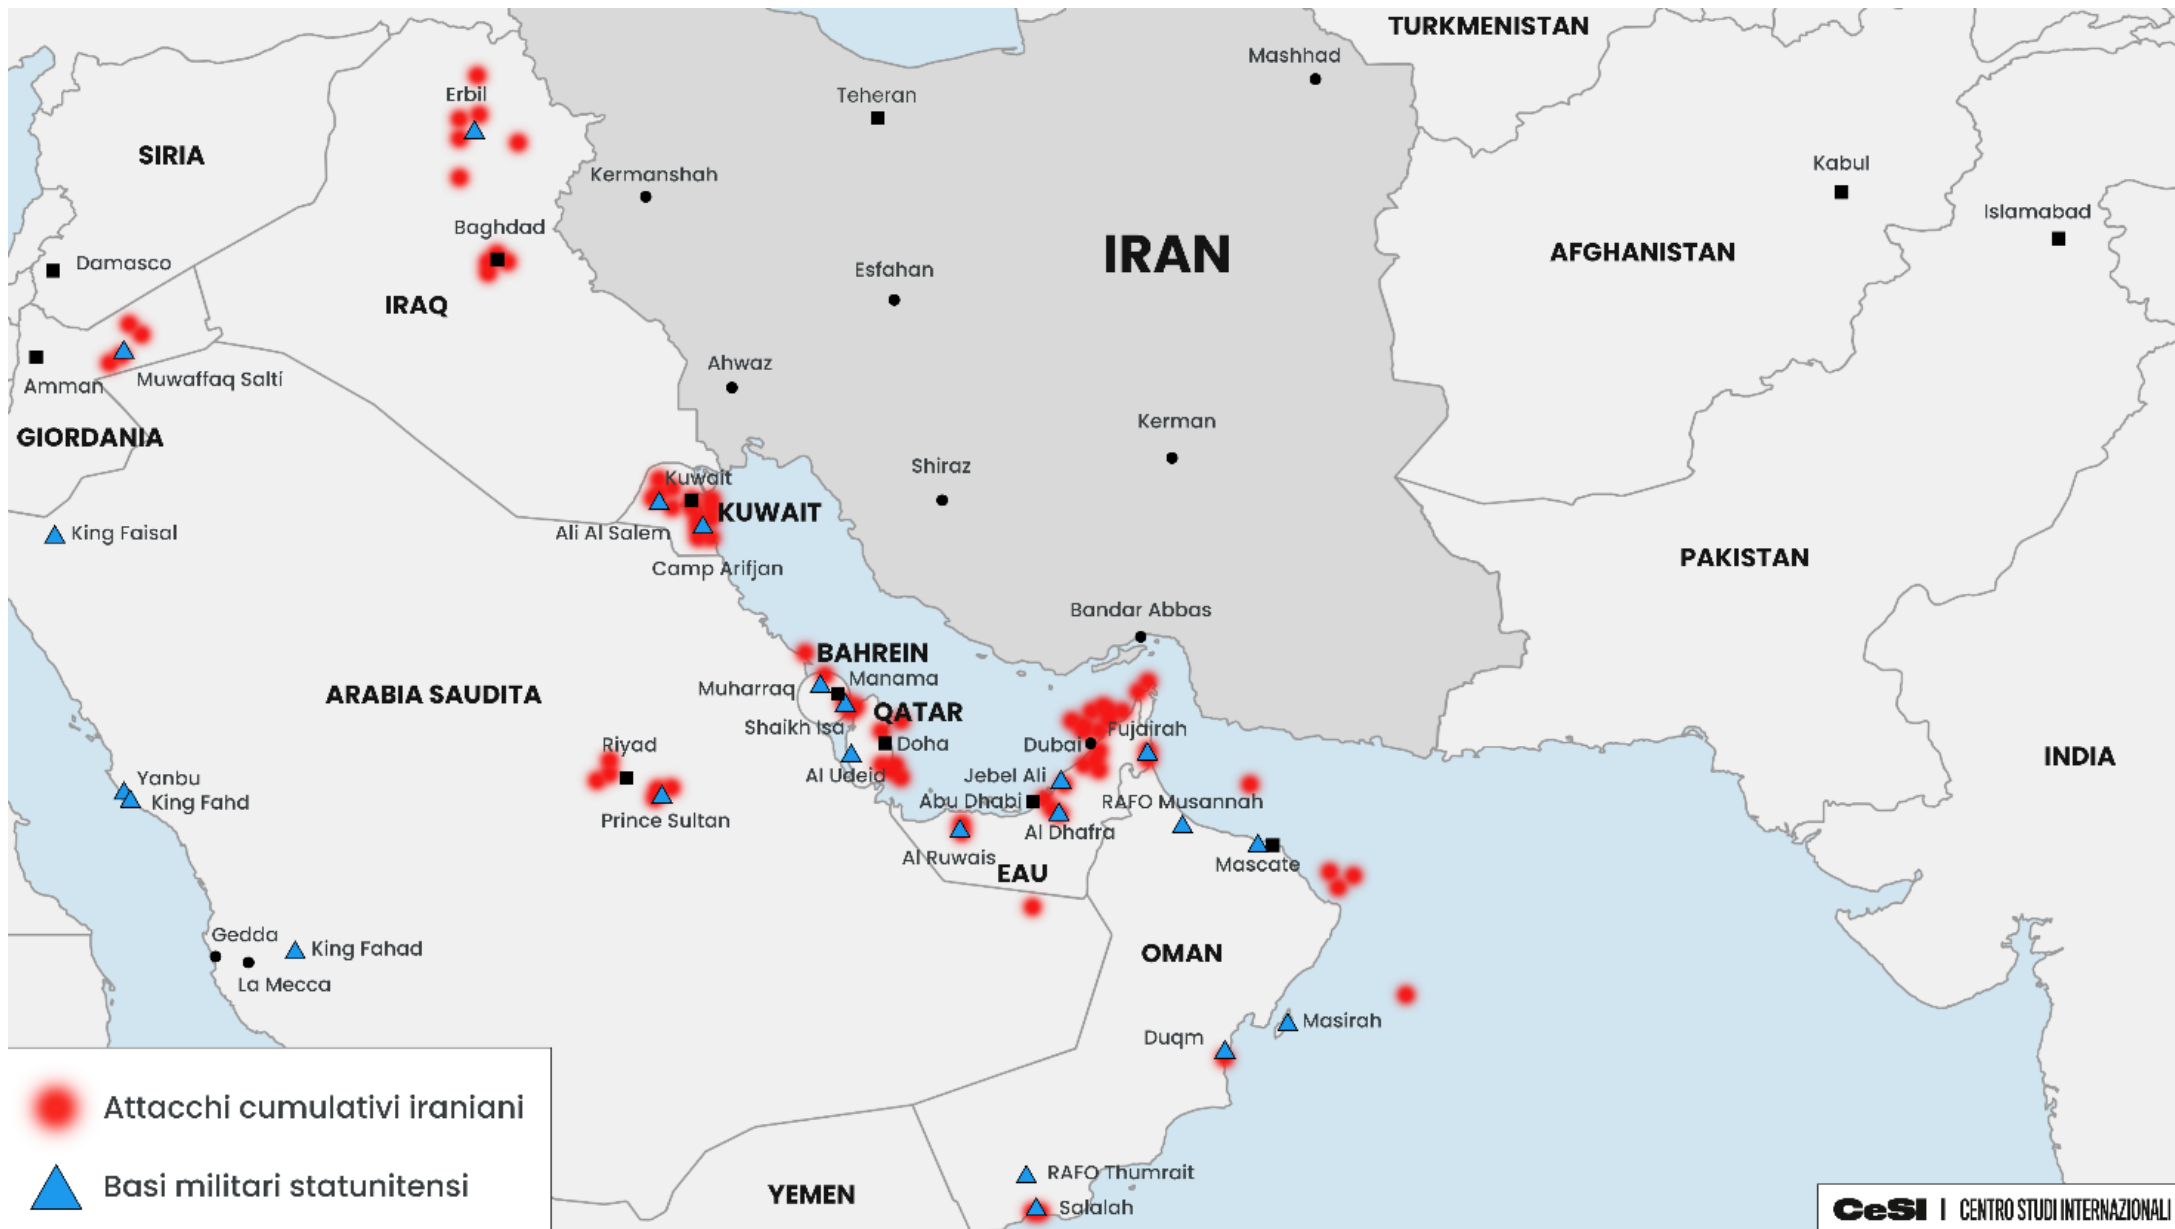 TURKMENISTAN
Mashhad
Teheran
Erbil
SIRIA
Kermanshah
Kabul
Islamabad
Baghdad
IRAN
AFGHANISTAN
Damasco
Esfahan
IRAQ
Ahwaz
Amman
Muwaffaq Salti
Kerman
GIORDANIA
Shiraz
Kuwait
KUWAIT
King Faisal
Ali Al Salem
Camp Arifjan
PAKISTAN
Bandar Abbas
BAHREIN
Manama
Muharraq
ARABIA SAUDITA
QATAR
Shaikh Isa
Fujairah
Riyad
Doha
Dubai
INDIA
Yanbu
Al Udeid
Jebel Ali
King Fahd
Abu Dhabi
RAFO Musannah
Prince Sultan
Al Dhafra
Al Ruwais
Mascate
EAU
Gedda
King Fahad
OMAN
La Mecca
Masirah
Duqm
Attacchi cumulativi iraniani
Basi militari statunitensi
RAFO Thumrait
YEMEN
Salalah
CeSI | CENTRO STUDI INTERNAZIONALI